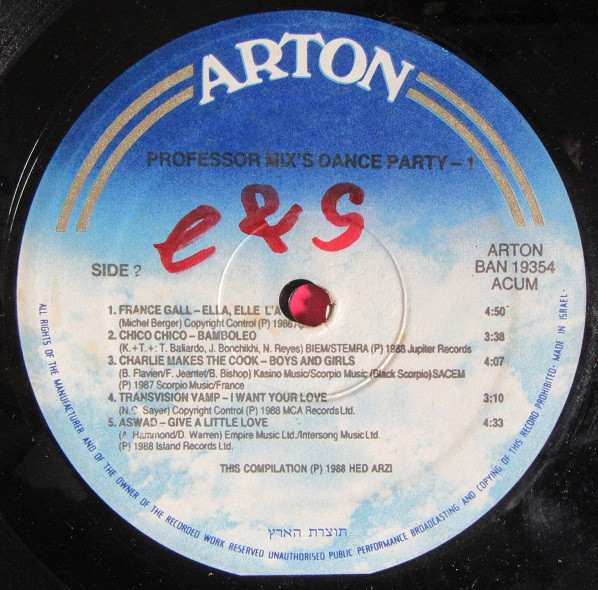 ARTON
PROFESSOR MIX'S DANCE PARTY – 1
e & S
SIDE 2
ARTON
BAN 19354
ACUM
1. FRANCE GALL – ELLA, ELLE L'A 4:50
(Michel Berger) Copyright Control (P) 1988
2. CHICO CHICO – BAMBOLEO 3:38
(K.+T.+: T. Baliardo, J. Bonchikhi, N. Reyes) BIEM/STEMRA (P) 1988 Jupiter Records
3. CHARLIE MAKES THE COOK – BOYS AND GIRLS 4:07
(B. Flavien/F. Jeantet/B. Bishop) Kasino Music/Scorpio Music (Black Scorpio) SACEM
(P) 1987 Scorpio Music/France
4. TRANSVISION VAMP – I WANT YOUR LOVE 3:10
(N.C. Sayer) Copyright Control (P) 1988 MCA Records Ltd.
5. ASWAD – GIVE A LITTLE LOVE 4:33
(A. Hammond/D. Warren) Empire Music Ltd./Intersong Music Ltd.
(P) 1988 Island Records Ltd.
THIS COMPILATION (P) 1988 HED ARZI
תוצרת הארץ
ALL RIGHTS OF THE MANUFACTURER AND OF THE OWNER OF THE RECORDED WORK RESERVED UNAUTHORISED PUBLIC PERFORMANCE BROADCASTING AND COPYING OF THIS RECORD PROHIBITED - MADE IN ISRAEL -